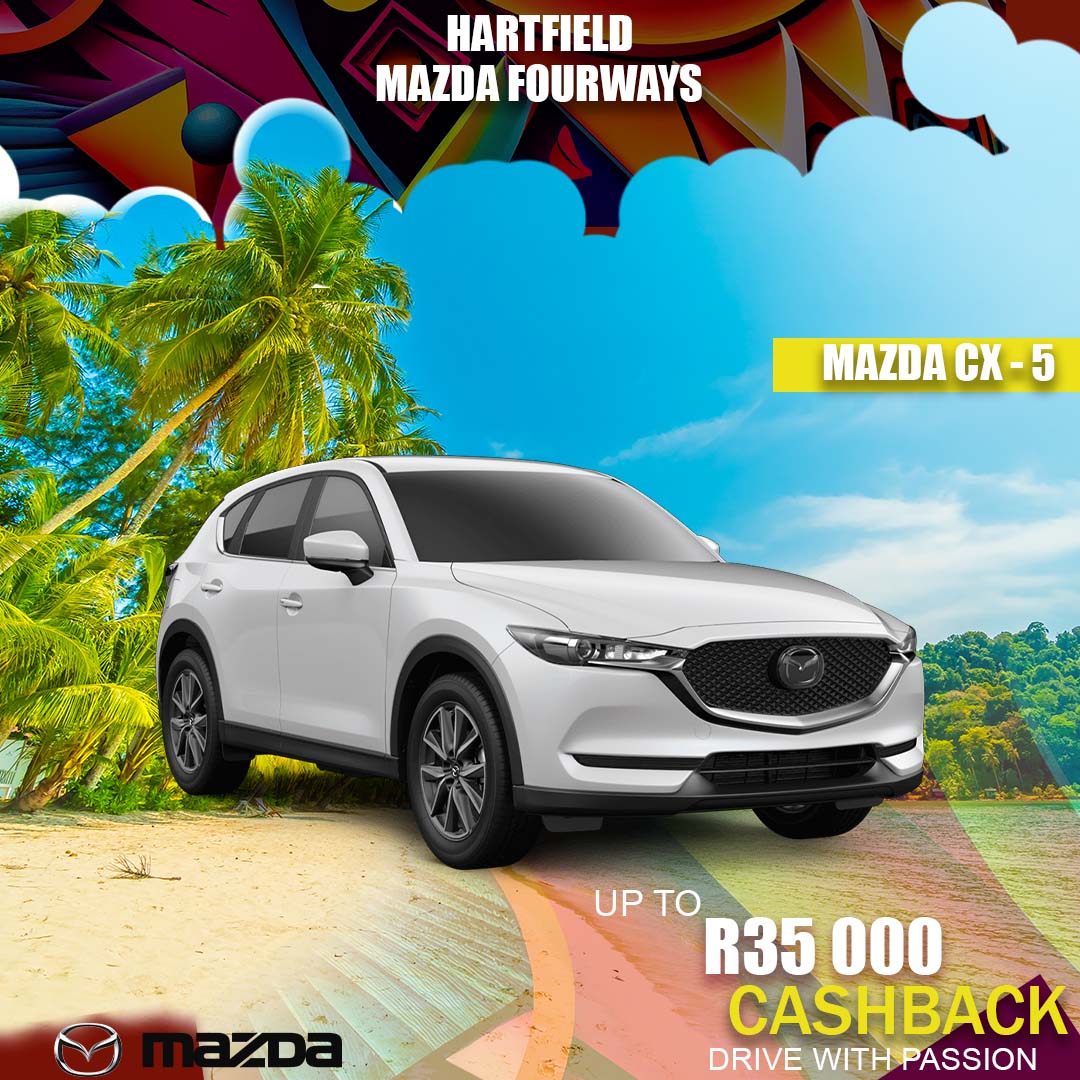 HARTFIELD
MAZDA FOURWAYS
MAZDA CX - 5
UP TO
R35 000
CASHBACK
DRIVE WITH PASSION
mazda